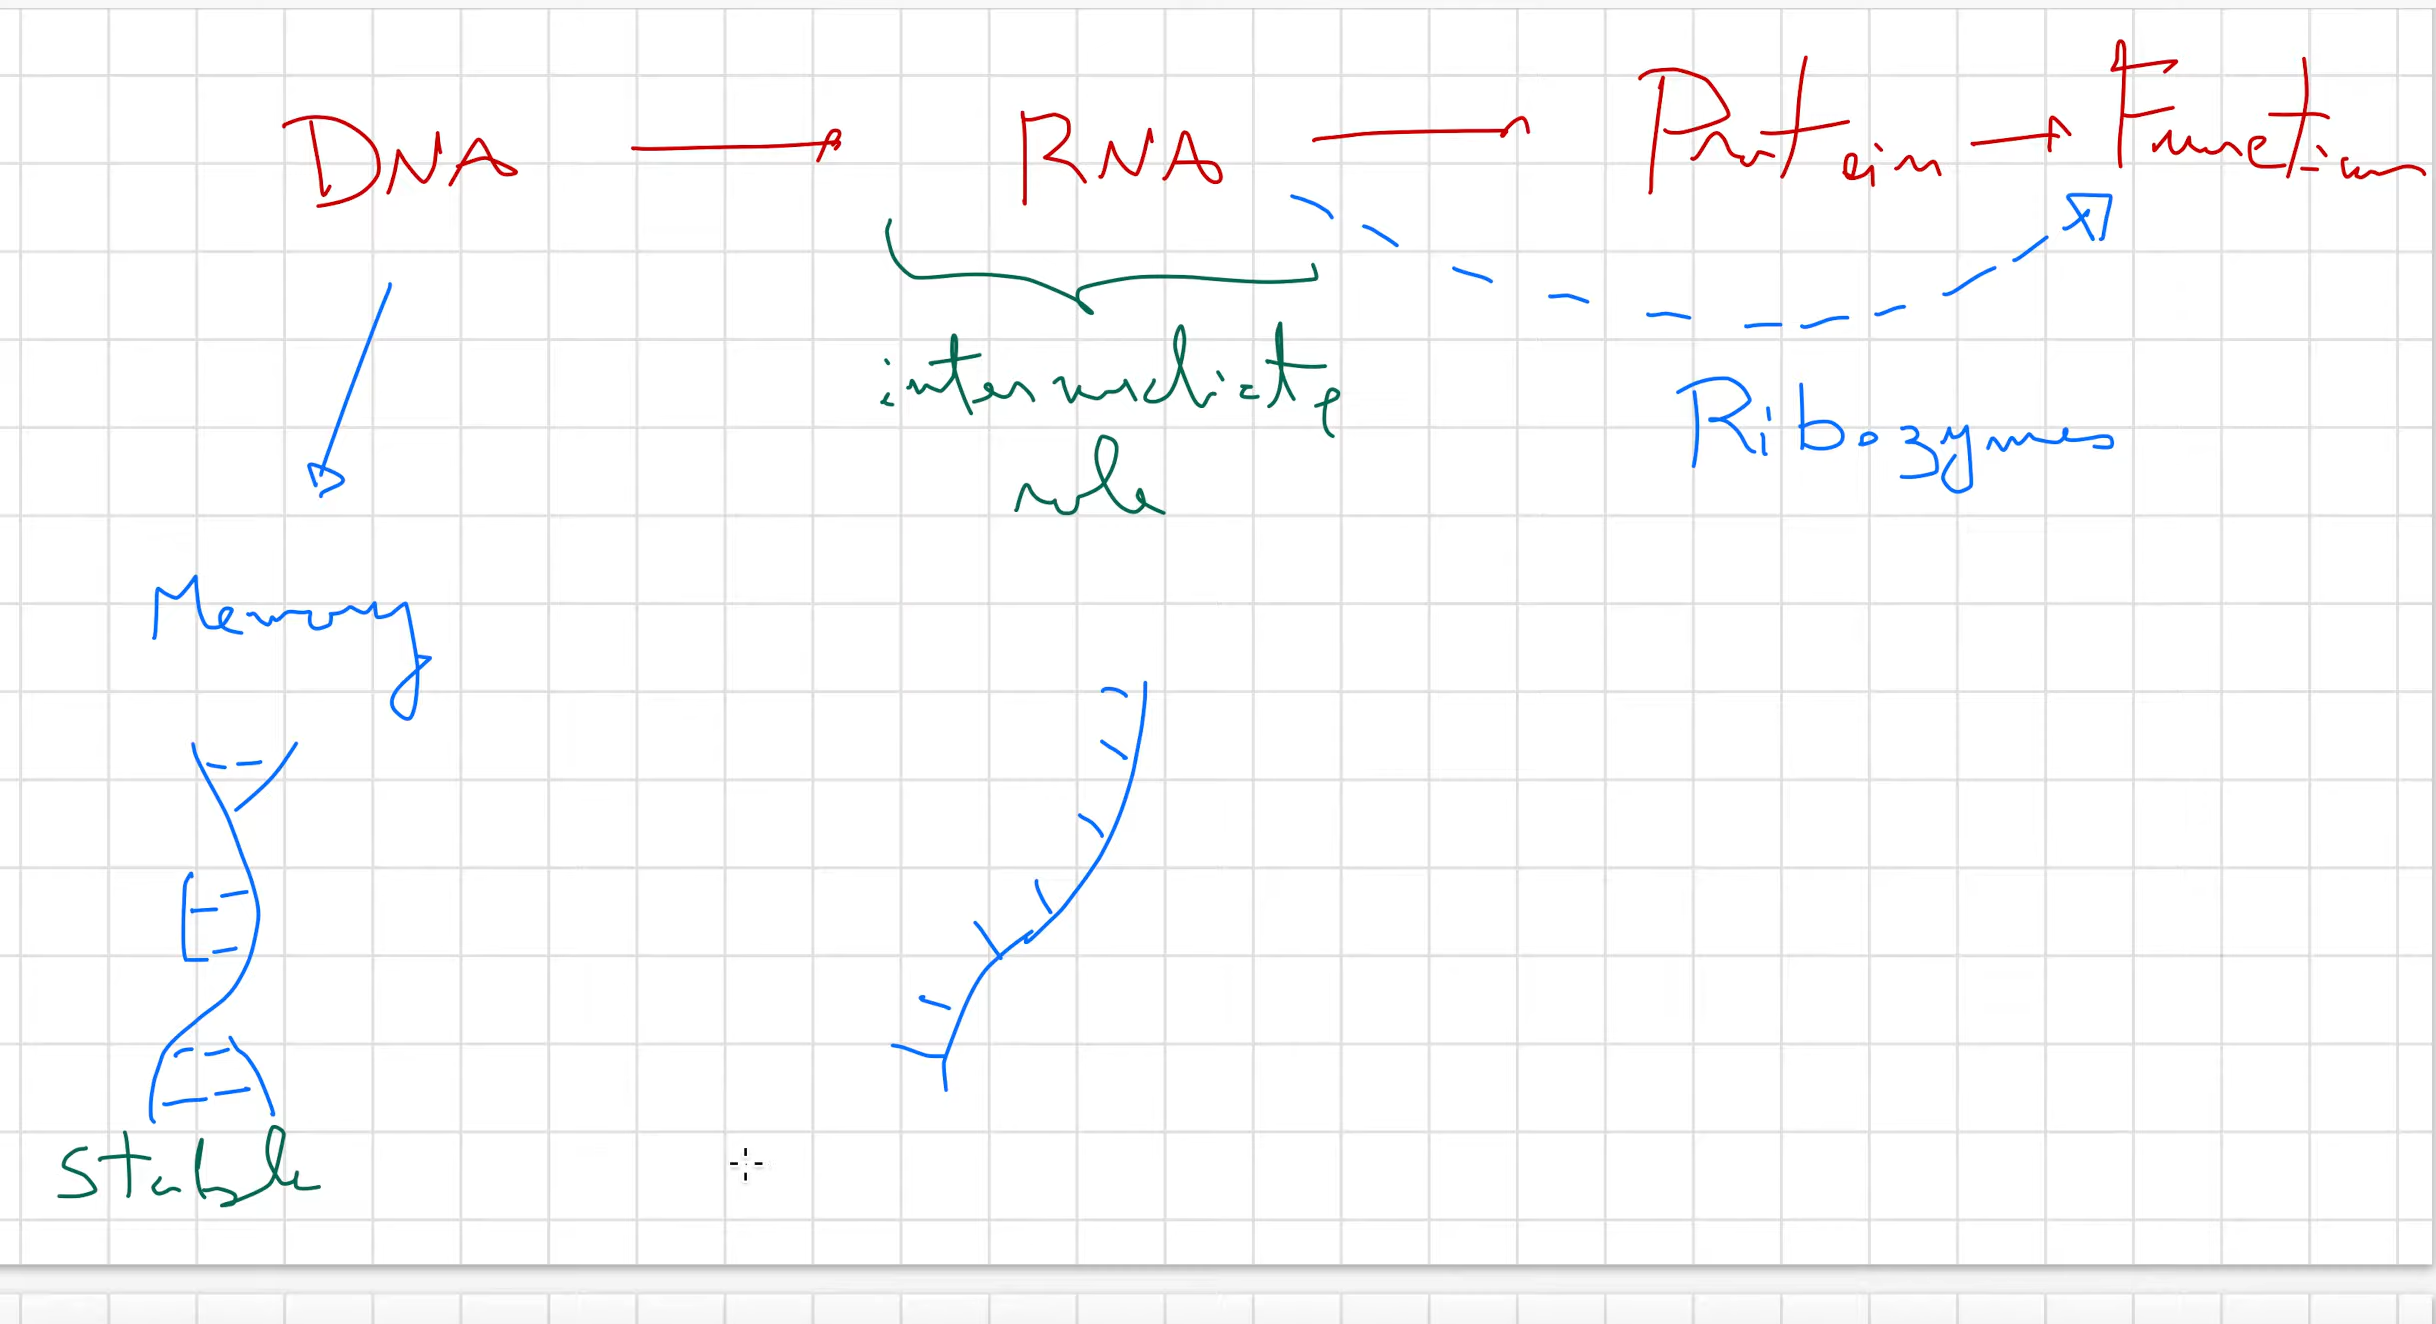 DNA → RNA → Protein → Function
intermediate
role
Ribozymes
Memory
Stable